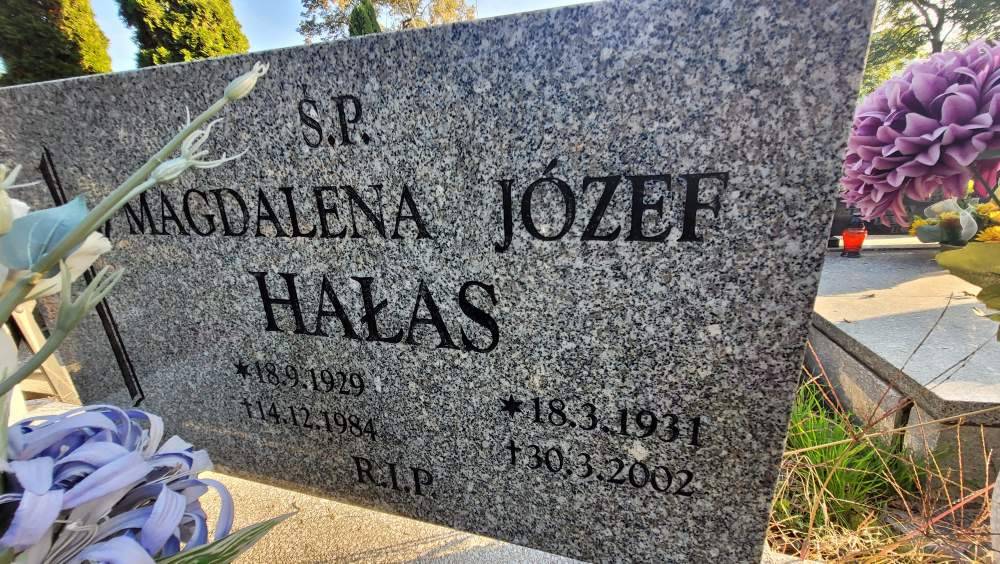 Ś.P.
MAGDALENA JÓZEF
HAŁAS
*18.9.1929 *18.3.1931
†14.12.1984 †30.3.2002
R.I.P.